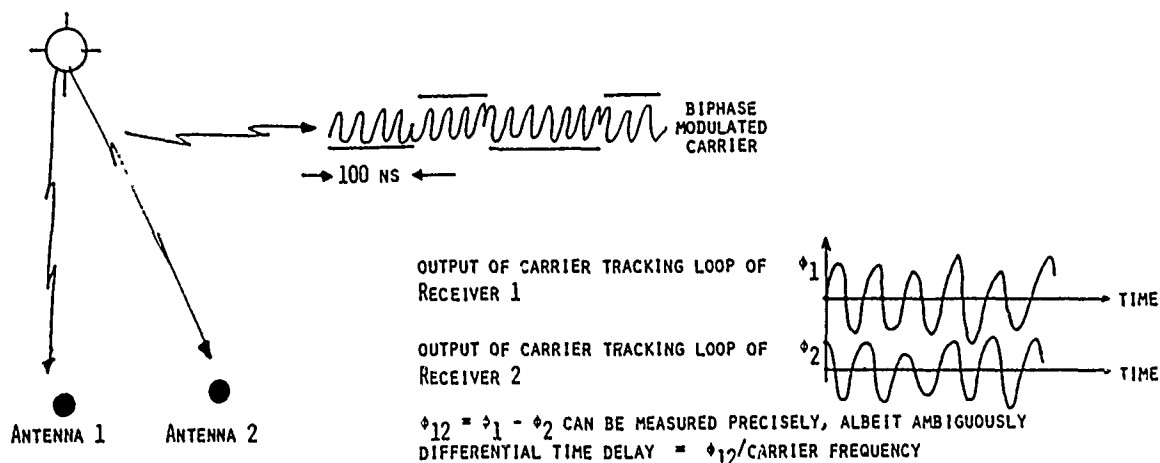 BIPHASE
MODULATED
CARRIER
100 NS
OUTPUT OF CARRIER TRACKING LOOP OF
RECEIVER 1
ϕ1
TIME
OUTPUT OF CARRIER TRACKING LOOP OF
RECEIVER 2
ϕ2
TIME
ANTENNA 1
ANTENNA 2
ϕ12 = ϕ1 - ϕ2 CAN BE MEASURED PRECISELY, ALBEIT AMBIGUOUSLY
DIFFERENTIAL TIME DELAY = ϕ12/CARRIER FREQUENCY